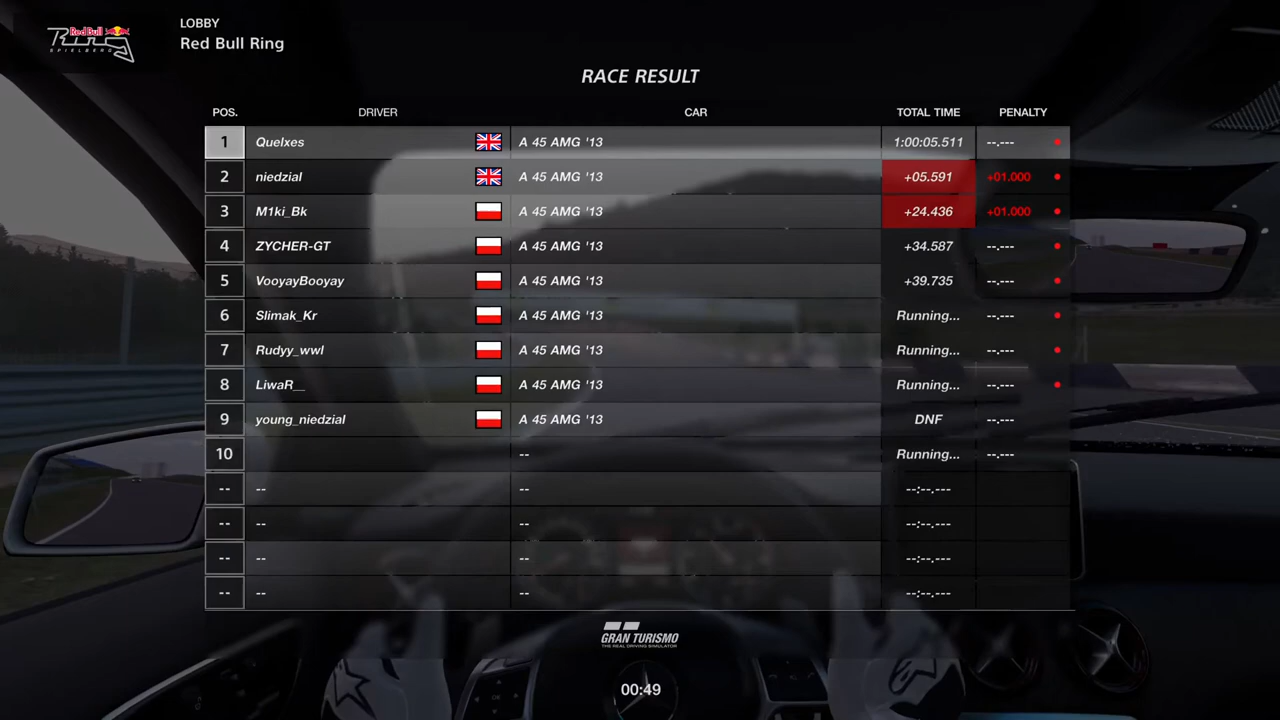 Red Bull
Ring
SPIELBERG
LOBBY
Red Bull Ring
RACE RESULT
POS. DRIVER CAR TOTAL TIME PENALTY
1 Quelxes A 45 AMG '13 1:00:05.511 --.---
2 niedzial A 45 AMG '13 +05.591 +01.000
3 M1ki_Bk A 45 AMG '13 +24.436 +01.000
4 ZYCHER-GT A 45 AMG '13 +34.587 --.---
5 VooyayBooyay A 45 AMG '13 +39.735 --.---
6 Slimak_Kr A 45 AMG '13 Running... --.---
7 Rudyy_wwl A 45 AMG '13 Running... --.---
8 LiwaR__ A 45 AMG '13 Running... --.---
9 young_niedzial A 45 AMG '13 DNF --.---
10 -- Running... --.---
-- -- -- --:--.---
-- -- -- --:--.---
-- -- -- --:--.---
-- -- -- --:--.---
GRAN TURISMO
THE REAL DRIVING SIMULATOR
00:49